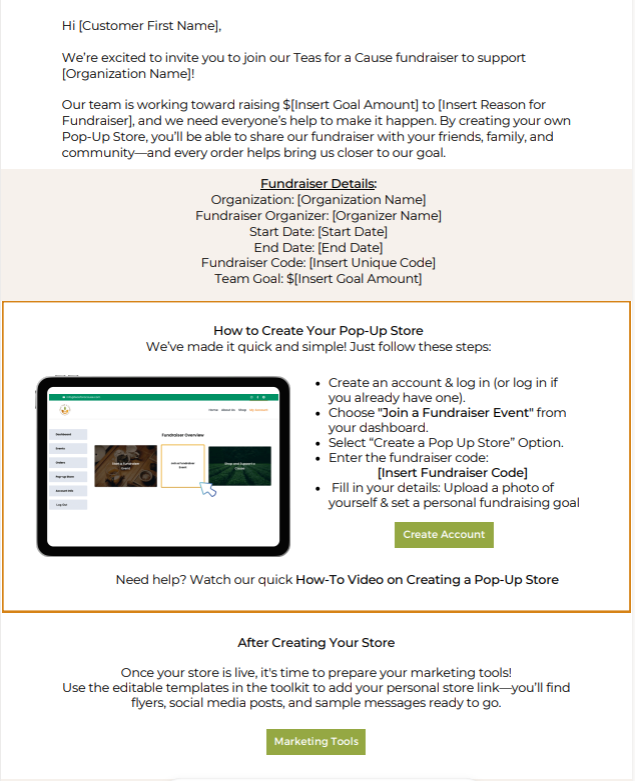 Hi [Customer First Name],
We're excited to invite you to join our Teas for a Cause fundraiser to support
[Organization Name]!
Our team is working toward raising $[Insert Goal Amount] to [Insert Reason for
Fundraiser], and we need everyone's help to make it happen. By creating your own
Pop-Up Store, you'll be able to share our fundraiser with your friends, family, and
community—and every order helps bring us closer to our goal.
Fundraiser Details:
Organization: [Organization Name]
Fundraiser Organizer: [Organizer Name]
Start Date: [Start Date]
End Date: [End Date]
Fundraiser Code: [Insert Unique Code]
Team Goal: $[Insert Goal Amount]
How to Create Your Pop-Up Store
We've made it quick and simple! Just follow these steps:
Home About Us Shop My Account
Dashboard
Events
Orders
Pop-up Store
Account Info
Log Out
Fundraiser Overview
Start a Fundraiser
Event
Join a Fundraiser
Event
• Create an account & log in (or log in if
you already have one).
• Choose "Join a Fundraiser Event" from
your dashboard.
• Select “Create a Pop Up Store” Option.
• Enter the fundraiser code:
[Insert Fundraiser Code]
• Fill in your details: Upload a photo of
yourself & set a personal fundraising goal
Create Account
Need help? Watch our quick How-To Video on Creating a Pop-Up Store
After Creating Your Store
Once your store is live, it's time to prepare your marketing tools!
Use the editable templates in the toolkit to add your personal store link—you'll find
flyers, social media posts, and sample messages ready to go.
Marketing Tools